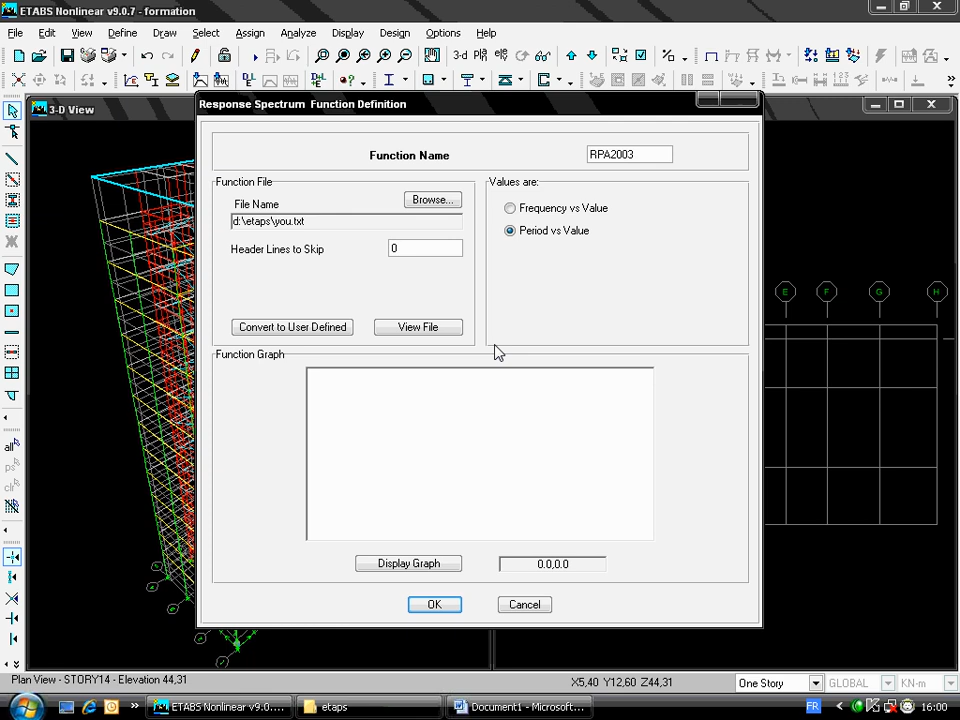 ETABS Nonlinear v9.0.7 - formation
File Edit View Define Draw Select Assign Analyze Display Design Options Help
3-d
3-D View
Response Spectrum Function Definition
Function Name
RPA2003
Function File
File Name
Browse...
d:\etaps\you.txt
Header Lines to Skip
0
Convert to User Defined
View File
Values are:
Frequency vs Value
Period vs Value
Function Graph
Display Graph
0.0,0.0
OK
Cancel
all
ps
clr
E F G H
Plan View - STORY14 - Elevation 44,31
X5,40 Y12,60 Z44,31
One Story
GLOBAL
KN-m
ETABS Nonlinear v9.0....
etaps
Document1 - Microsoft...
FR
16:00